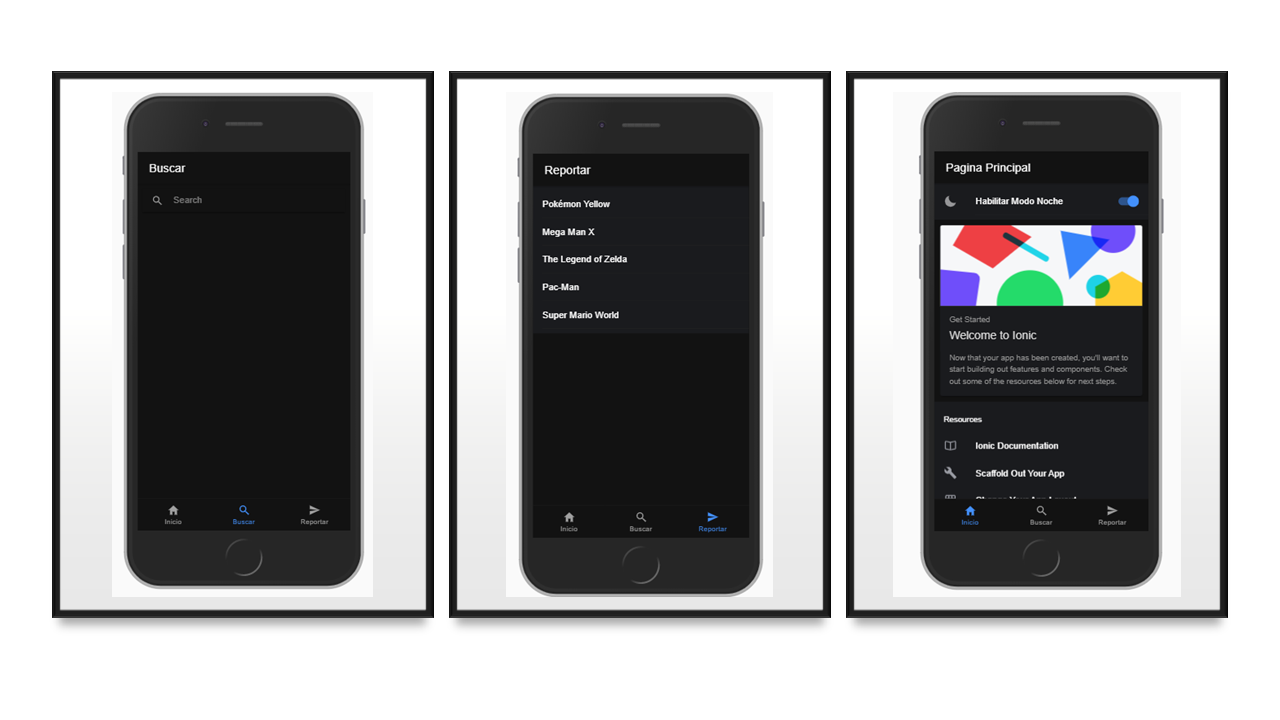 Buscar
Search
Inicio
Buscar
Reportar
Reportar
Pokémon Yellow
Mega Man X
The Legend of Zelda
Pac-Man
Super Mario World
Inicio
Buscar
Reportar
Pagina Principal
Habilitar Modo Noche
Get Started
Welcome to Ionic
Now that your app has been created, you'll want to
start building out features and components. Check
out some of the resources below for next steps.
Resources
Ionic Documentation
Scaffold Out Your App
Inicio
Buscar
Reportar